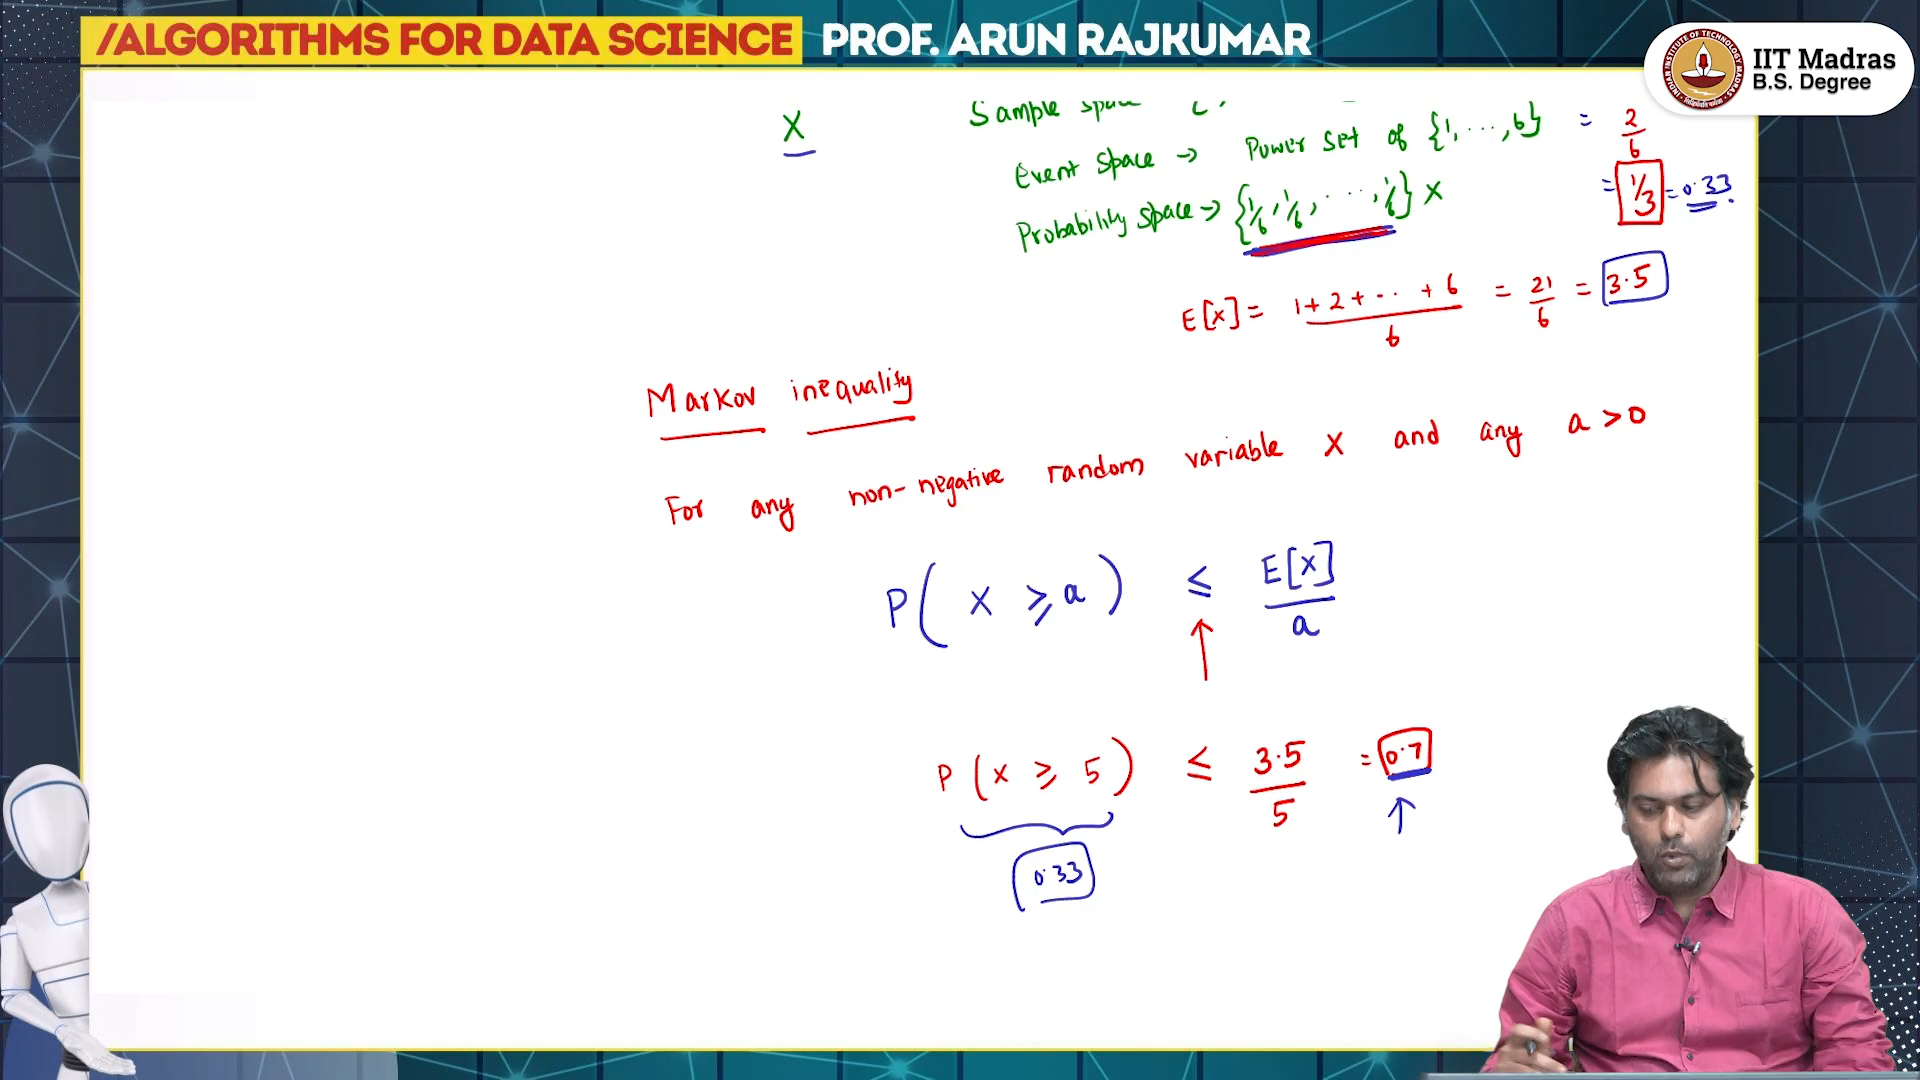 /ALGORITHMS FOR DATA SCIENCE PROF. ARUN RAJKUMAR
IIT Madras
B.S. Degree
X
Sample space
Event space → Power set of {1, ..., 6} = 2/6
Probability space → {1/6, 1/6, ..., 1/6} X
= 1/3 = 0.33
E[X] = 1+2+ ... +6 / 6 = 21/6 = 3.5
Markov inequality
For any non-negative random variable X and any a > 0
P( X ≥ a ) ≤ E[X]/a
↑
P( X ≥ 5 ) ≤ 3.5/5 = 0.7
↑
0.33